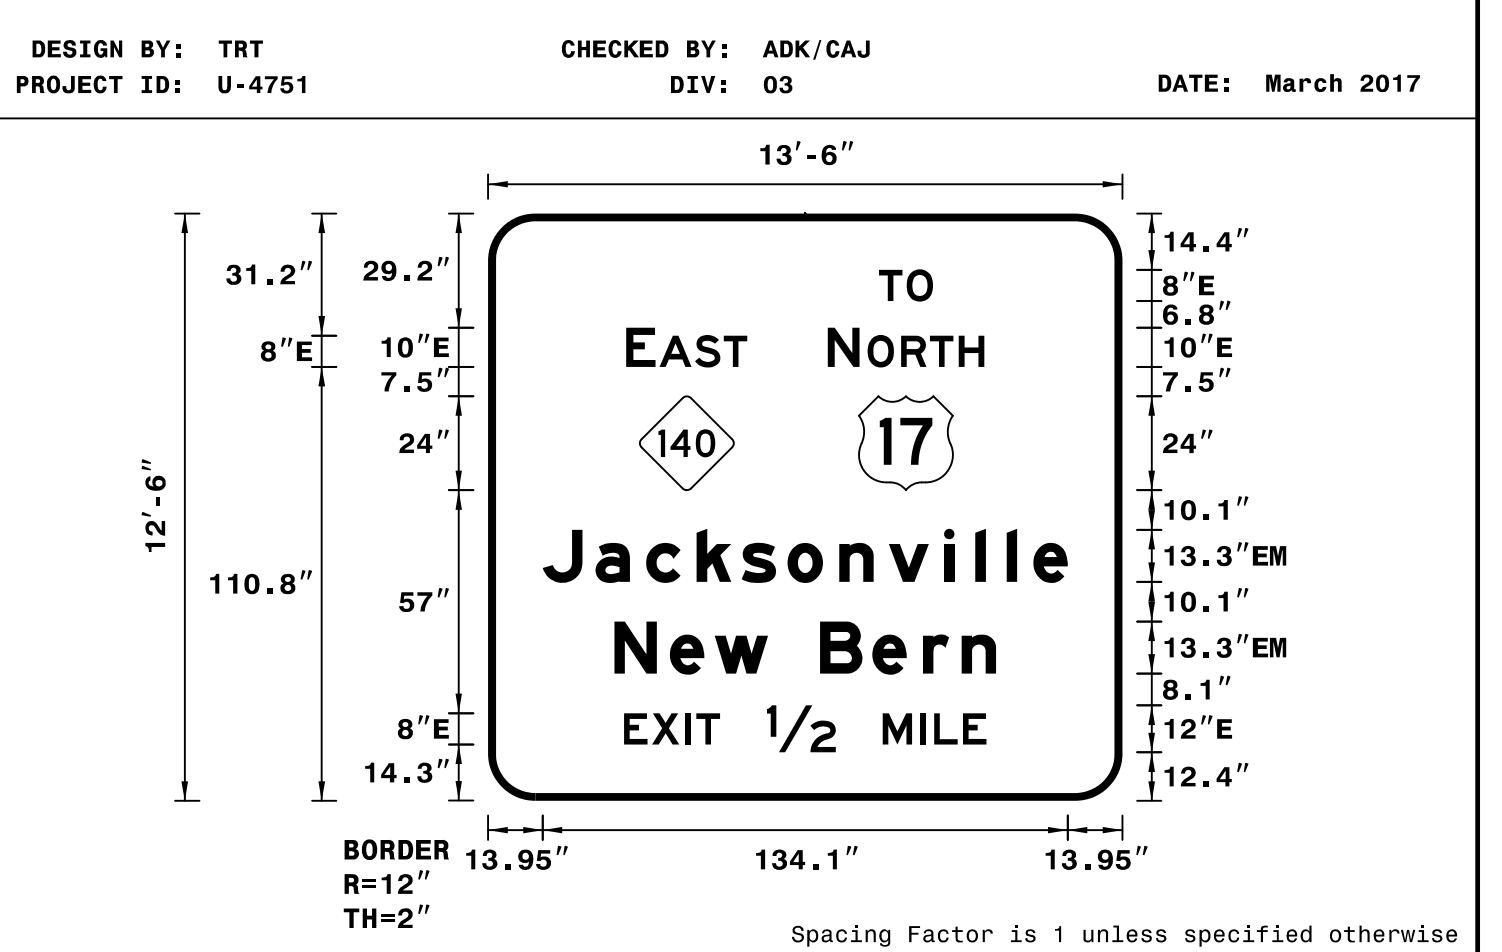 DESIGN BY: TRT CHECKED BY: ADK/CAJ
PROJECT ID: U-4751 DIV: 03 DATE: March 2017
13′-6″
31.2″ 29.2″ TO 14.4″
8″E
6.8″
8″E 10″E EAST NORTH 10″E
7.5″ 7.5″
24″ 140 17 24″
12′-6″
10.1″
Jacksonville 13.3″EM
110.8″ 57″ 10.1″
New Bern 13.3″EM
8.1″
8″E EXIT 1/2 MILE 12″E
14.3″ 12.4″
BORDER 13.95″ 134.1″ 13.95″
R=12″
TH=2″
Spacing Factor is 1 unless specified otherwise